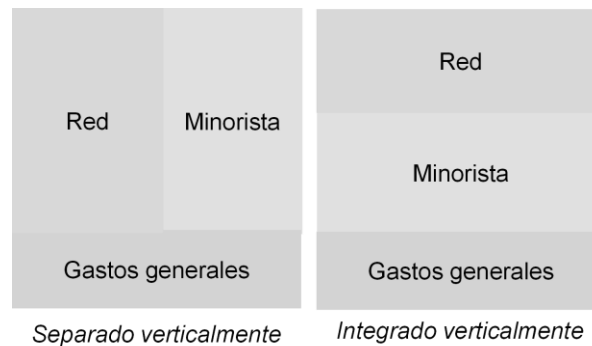 Red
Minorista
Gastos generales
Separado verticalmente
Red
Minorista
Gastos generales
Integrado verticalmente